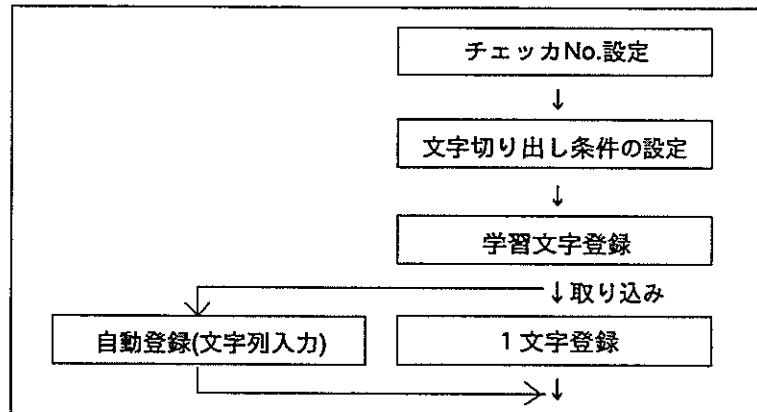 チェッカNo.設定
↓
文字切り出し条件の設定
↓
学習文字登録
↓取り込み
自動登録(文字列入力)
1文字登録
↓